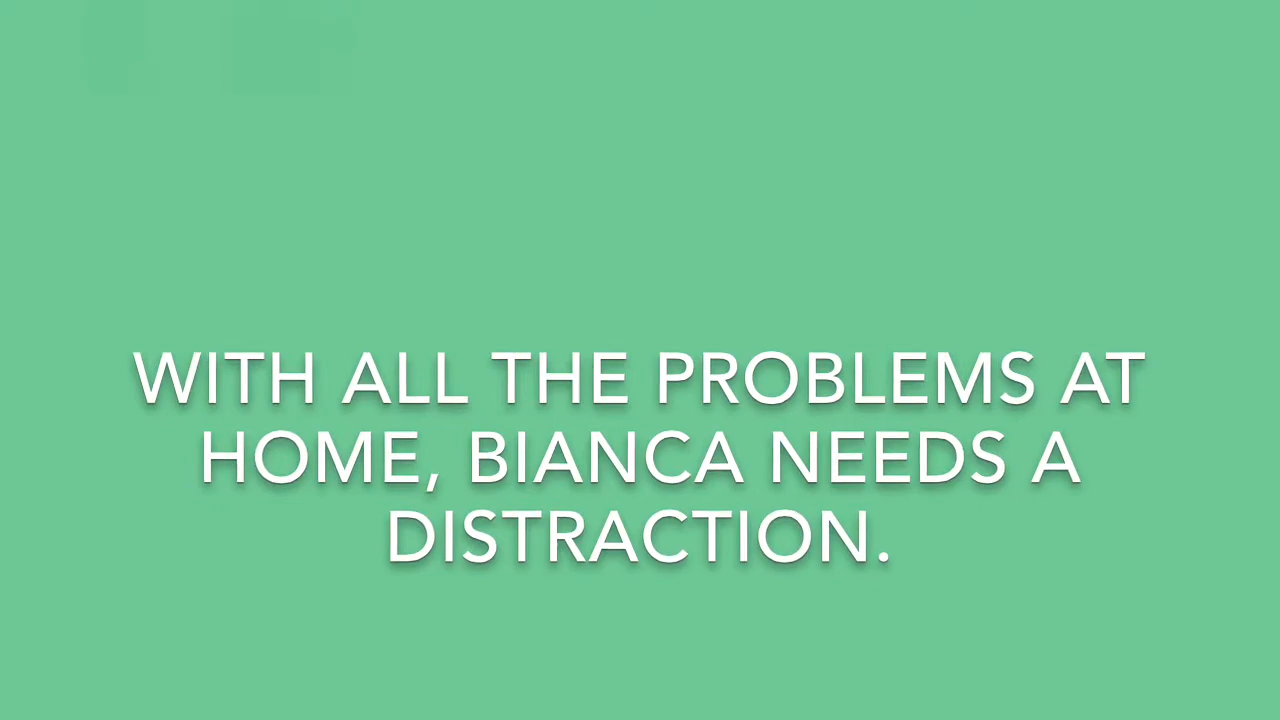 WITH ALL THE PROBLEMS AT
HOME, BIANCA NEEDS A
DISTRACTION.